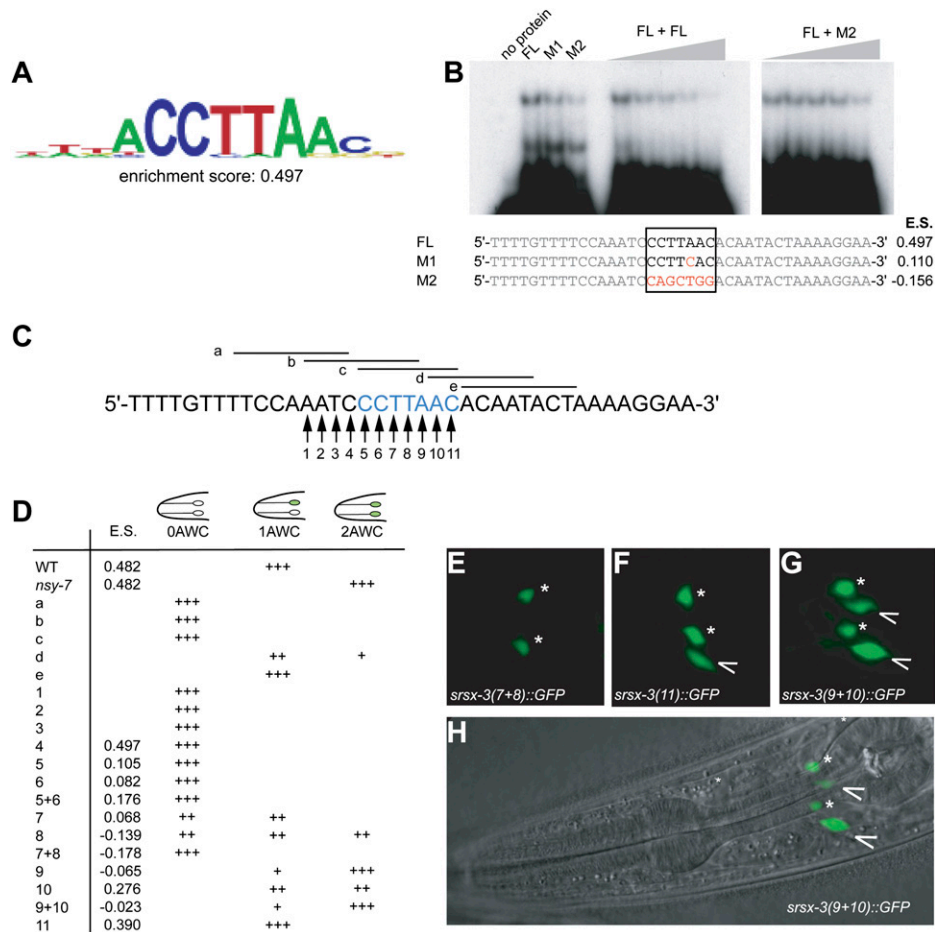 A
ACCTTAAC
enrichment score: 0.497
B
no protein
FL
M1
M2
FL + FL
FL + M2
E.S.
FL 5'-TTTTGTTTTCCAAATCCCTTAACACAATACTAAAAGGAA-3' 0.497
M1 5'-TTTTGTTTTCCAAATCCCTTCACACAATACTAAAAGGAA-3' 0.110
M2 5'-TTTTGTTTTCCAAATCCAGCTGGACAATACTAAAAGGAA-3' -0.156
C
a
b
c
d
e
5'-TTTTGTTTTCCAAATCCCTTAACACAATACTAAAAGGAA-3'
1 2 3 4 5 6 7 8 9 10 11
D
E.S. 0AWC 1AWC 2AWC
WT 0.482 +++
nsy-7 0.482 +++
a +++
b +++
c +++
d ++ +
e +++
1 +++
2 +++
3 +++
4 0.497 +++
5 0.105 +++
6 0.082 +++
5+6 0.176 +++
7 0.068 ++ ++
8 -0.139 ++ ++ ++
7+8 -0.178 +++
9 -0.065 + +++
10 0.276 ++ ++
9+10 -0.023 + +++
11 0.390 +++
E
*
*
srsx-3(7+8)::GFP
F
*
*
srsx-3(11)::GFP
G
*
*
srsx-3(9+10)::GFP
H
*
*
*
*
srsx-3(9+10)::GFP